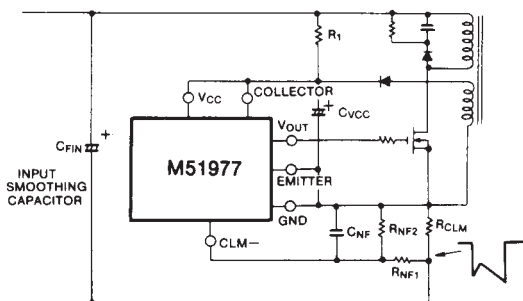 R1
VCC
COLLECTOR
+
CVCC
VOUT
+
CFIN
M51977
INPUT
SMOOTHING
CAPACITOR
EMITTER
GND
CNF
RNF2
RCLM
CLM−
RNF1